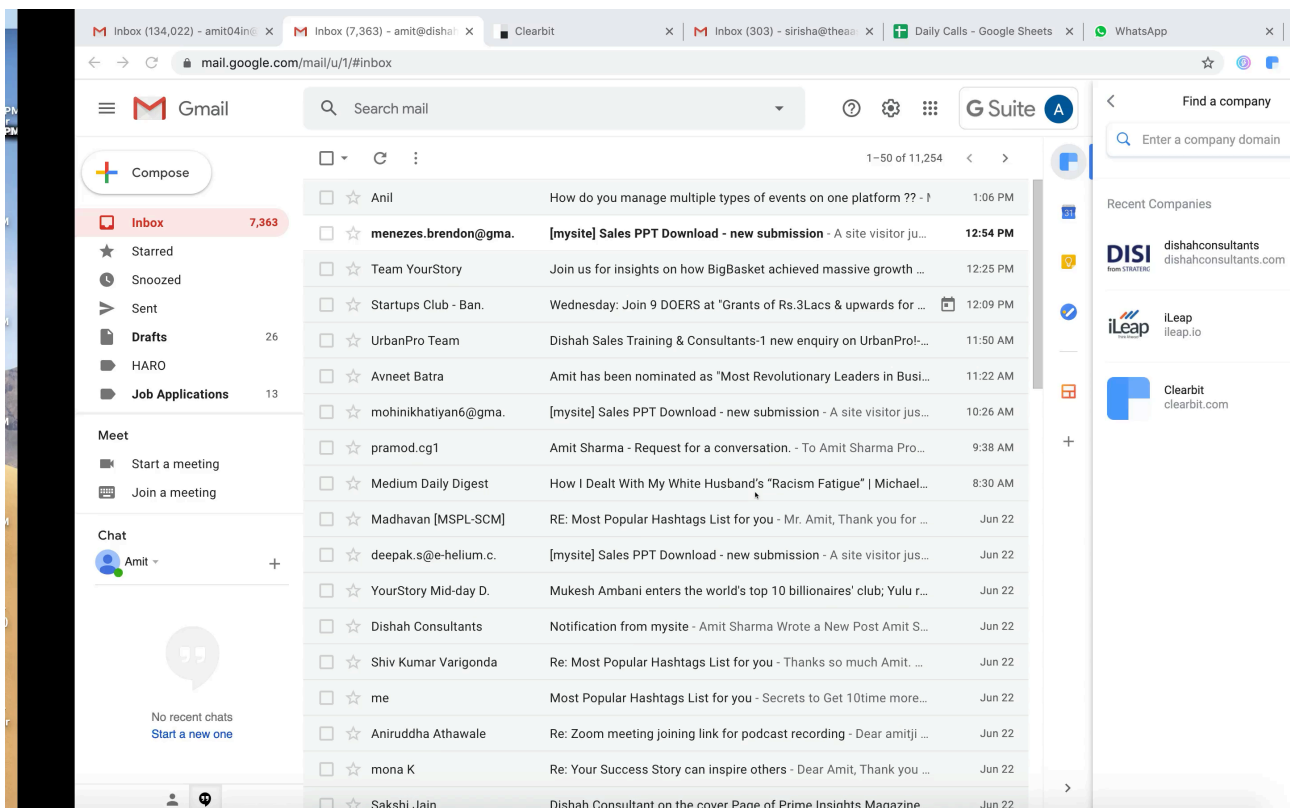 Inbox (134,022) - amit04in@
Inbox (7,363) - amit@dishah
Clearbit
Inbox (303) - sirisha@theaa
Daily Calls - Google Sheets
WhatsApp
mail.google.com/mail/u/1/#inbox
Gmail
Search mail
G Suite
A
Find a company
Enter a company domain
Compose
1–50 of 11,254
Inbox 7,363
Starred
Snoozed
Sent
Drafts 26
HARO
Job Applications 13
Meet
Start a meeting
Join a meeting
Chat
Amit
No recent chats
Start a new one
Anil How do you manage multiple types of events on one platform ?? - 1:06 PM
menezes.brendon@gma. [mysite] Sales PPT Download - new submission - A site visitor ju... 12:54 PM
Team YourStory Join us for insights on how BigBasket achieved massive growth ... 12:25 PM
Startups Club - Ban. Wednesday: Join 9 DOERS at "Grants of Rs.3Lacs & upwards for ... 12:09 PM
UrbanPro Team Dishah Sales Training & Consultants-1 new enquiry on UrbanPro!-... 11:50 AM
Avneet Batra Amit has been nominated as "Most Revolutionary Leaders in Busi... 11:22 AM
mohinikhatiyan6@gma. [mysite] Sales PPT Download - new submission - A site visitor jus... 10:26 AM
pramod.cg1 Amit Sharma - Request for a conversation. - To Amit Sharma Pro... 9:38 AM
Medium Daily Digest How I Dealt With My White Husband's “Racism Fatigue” | Michael... 8:30 AM
Madhavan [MSPL-SCM] RE: Most Popular Hashtags List for you - Mr. Amit, Thank you for ... Jun 22
deepak.s@e-helium.c. [mysite] Sales PPT Download - new submission - A site visitor jus... Jun 22
YourStory Mid-day D. Mukesh Ambani enters the world's top 10 billionaires' club; Yulu r... Jun 22
Dishah Consultants Notification from mysite - Amit Sharma Wrote a New Post Amit S... Jun 22
Shiv Kumar Varigonda Re: Most Popular Hashtags List for you - Thanks so much Amit. ... Jun 22
me Most Popular Hashtags List for you - Secrets to Get 10time more... Jun 22
Aniruddha Athawale Re: Zoom meeting joining link for podcast recording - Dear amitji ... Jun 22
mona K Re: Your Success Story can inspire others - Dear Amit, Thank you ... Jun 22
Sakshi Jain Dishah Consultant on the cover Page of Prime Insights Magazine Jun 22
31
Recent Companies
DISI
from STRATERG
dishahconsultants
dishahconsultants.com
iLeap
iLeap
ileap.io
Clearbit
clearbit.com